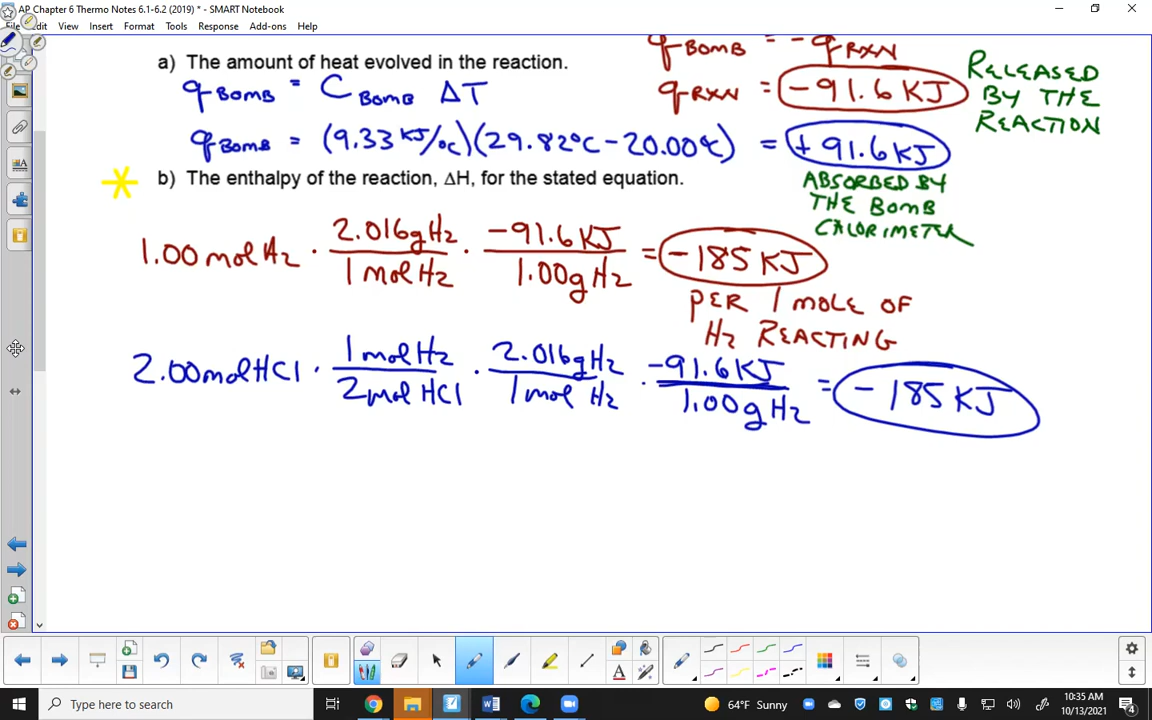 AP Chapter 6 Thermo Notes 6.1-6.2 (2019) * - SMART Notebook
Edit View Insert Format Tools Response Add-ons Help
qBOMB = - qRXN
a) The amount of heat evolved in the reaction.
qBOMB = CBOMB ΔT
qRXN = -91.6 KJ
RELEASED
BY THE
REACTION
qBOMB = (9.33 KJ/°C)(29.82°C - 20.00°C) = + 91.6 KJ
b) The enthalpy of the reaction, ΔH, for the stated equation.
ABSORBED BY
THE BOMB
CALORIMETER
1.00 mol H2 · 2.016g H2 / 1 mol H2 · -91.6 KJ / 1.00g H2 = -185 KJ
PER 1 MOLE OF
H2 REACTING
2.00 mol HCl · 1 mol H2 / 2 mol HCl · 2.016g H2 / 1 mol H2 · -91.6 KJ / 1.00g H2 = -185 KJ
Type here to search
64°F Sunny
10:35 AM
10/13/2021
4